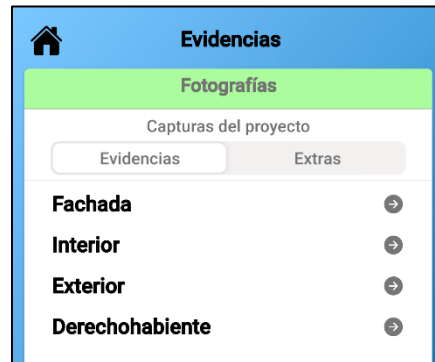 Evidencias
Fotografías
Capturas del proyecto
Evidencias Extras
Fachada
Interior
Exterior
Derechohabiente